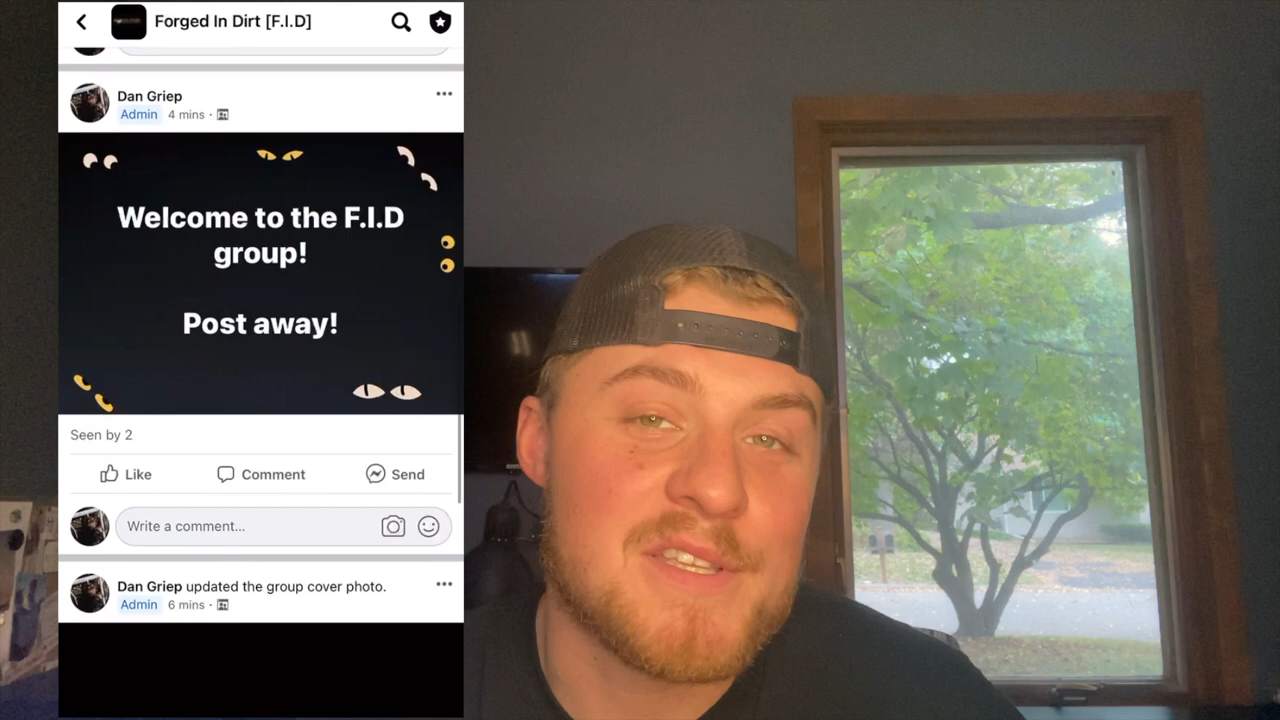 Forged In Dirt [F.I.D]
Dan Griep
Admin 4 mins ·
Welcome to the F.I.D
group!
Post away!
Seen by 2
Like Comment Send
Write a comment...
Dan Griep updated the group cover photo.
Admin 6 mins ·